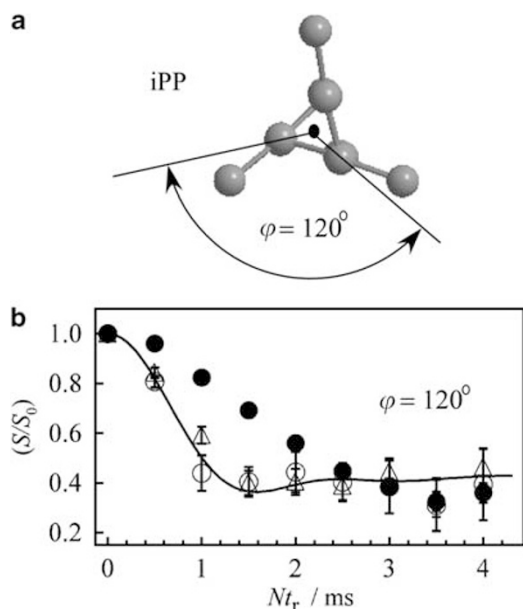 a
iPP
φ = 120°
b
(S/S₀)
1.0
0.8
0.6
0.4
0.2
φ = 120°
0 1 2 3 4
Ntᵣ / ms